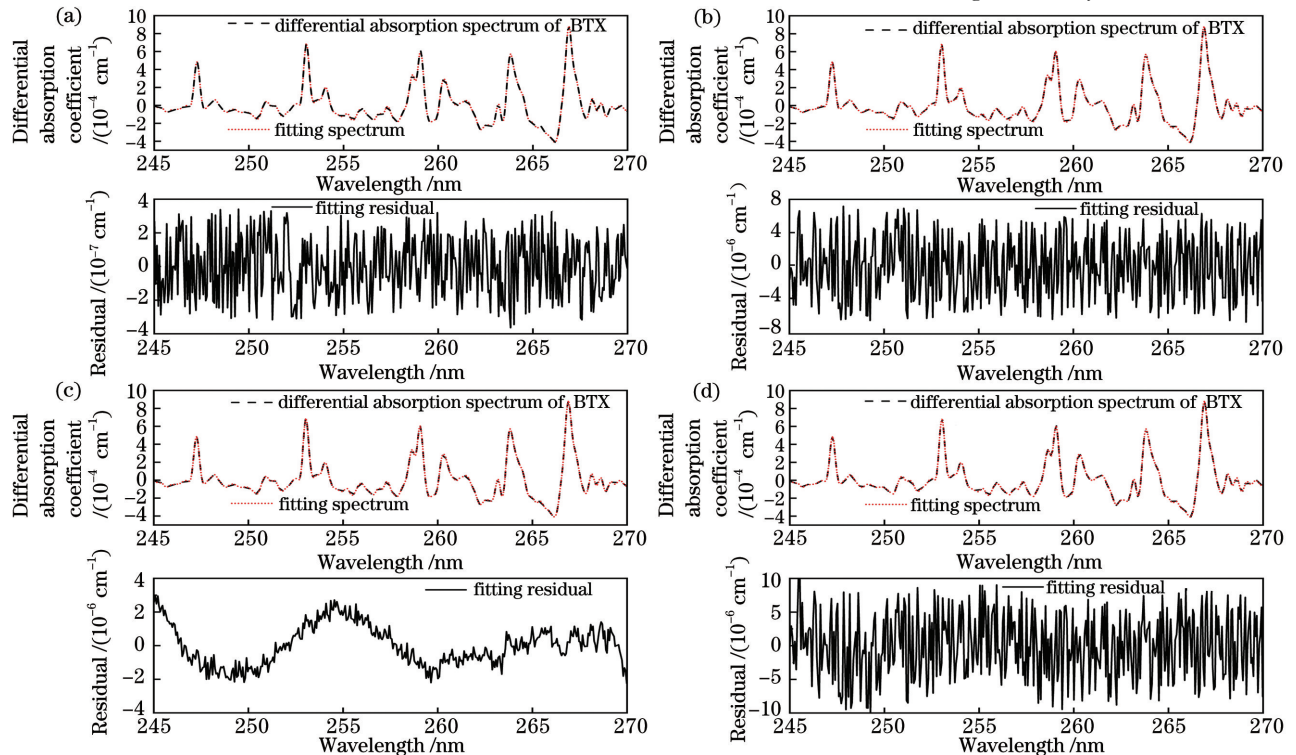 (a)
10
8
6
4
2
0
−2
−4
Differential
absorption
coefficient
/(10⁻⁴ cm⁻¹)
differential absorption spectrum of BTX
fitting spectrum
245 250 255 260 265 270
Wavelength /nm
4
2
0
−2
−4
Residual /(10⁻⁷ cm⁻¹)
fitting residual
245 250 255 260 265 270
Wavelength /nm
(b)
10
8
6
4
2
0
−2
−4
Differential
absorption
coefficient
/(10⁻⁴ cm⁻¹)
differential absorption spectrum of BTX
fitting spectrum
245 250 255 260 265 270
Wavelength /nm
8
4
0
−4
−8
Residual /(10⁻⁶ cm⁻¹)
fitting residual
245 250 255 260 265 270
Wavelength /nm
(c)
10
8
6
4
2
0
−2
−4
Differential
absorption
coefficient
/(10⁻⁴ cm⁻¹)
differential absorption spectrum of BTX
fitting spectrum
245 250 255 260 265 270
Wavelength /nm
4
2
0
−2
−4
Residual /(10⁻⁶ cm⁻¹)
fitting residual
245 250 255 260 265 270
Wavelength /nm
(d)
10
8
6
4
2
0
−2
−4
Differential
absorption
coefficient
/(10⁻⁴ cm⁻¹)
differential absorption spectrum of BTX
fitting spectrum
245 250 255 260 265 270
Wavelength /nm
10
5
0
−5
−10
Residual /(10⁻⁶ cm⁻¹)
fitting residual
245 250 255 260 265 270
Wavelength /nm